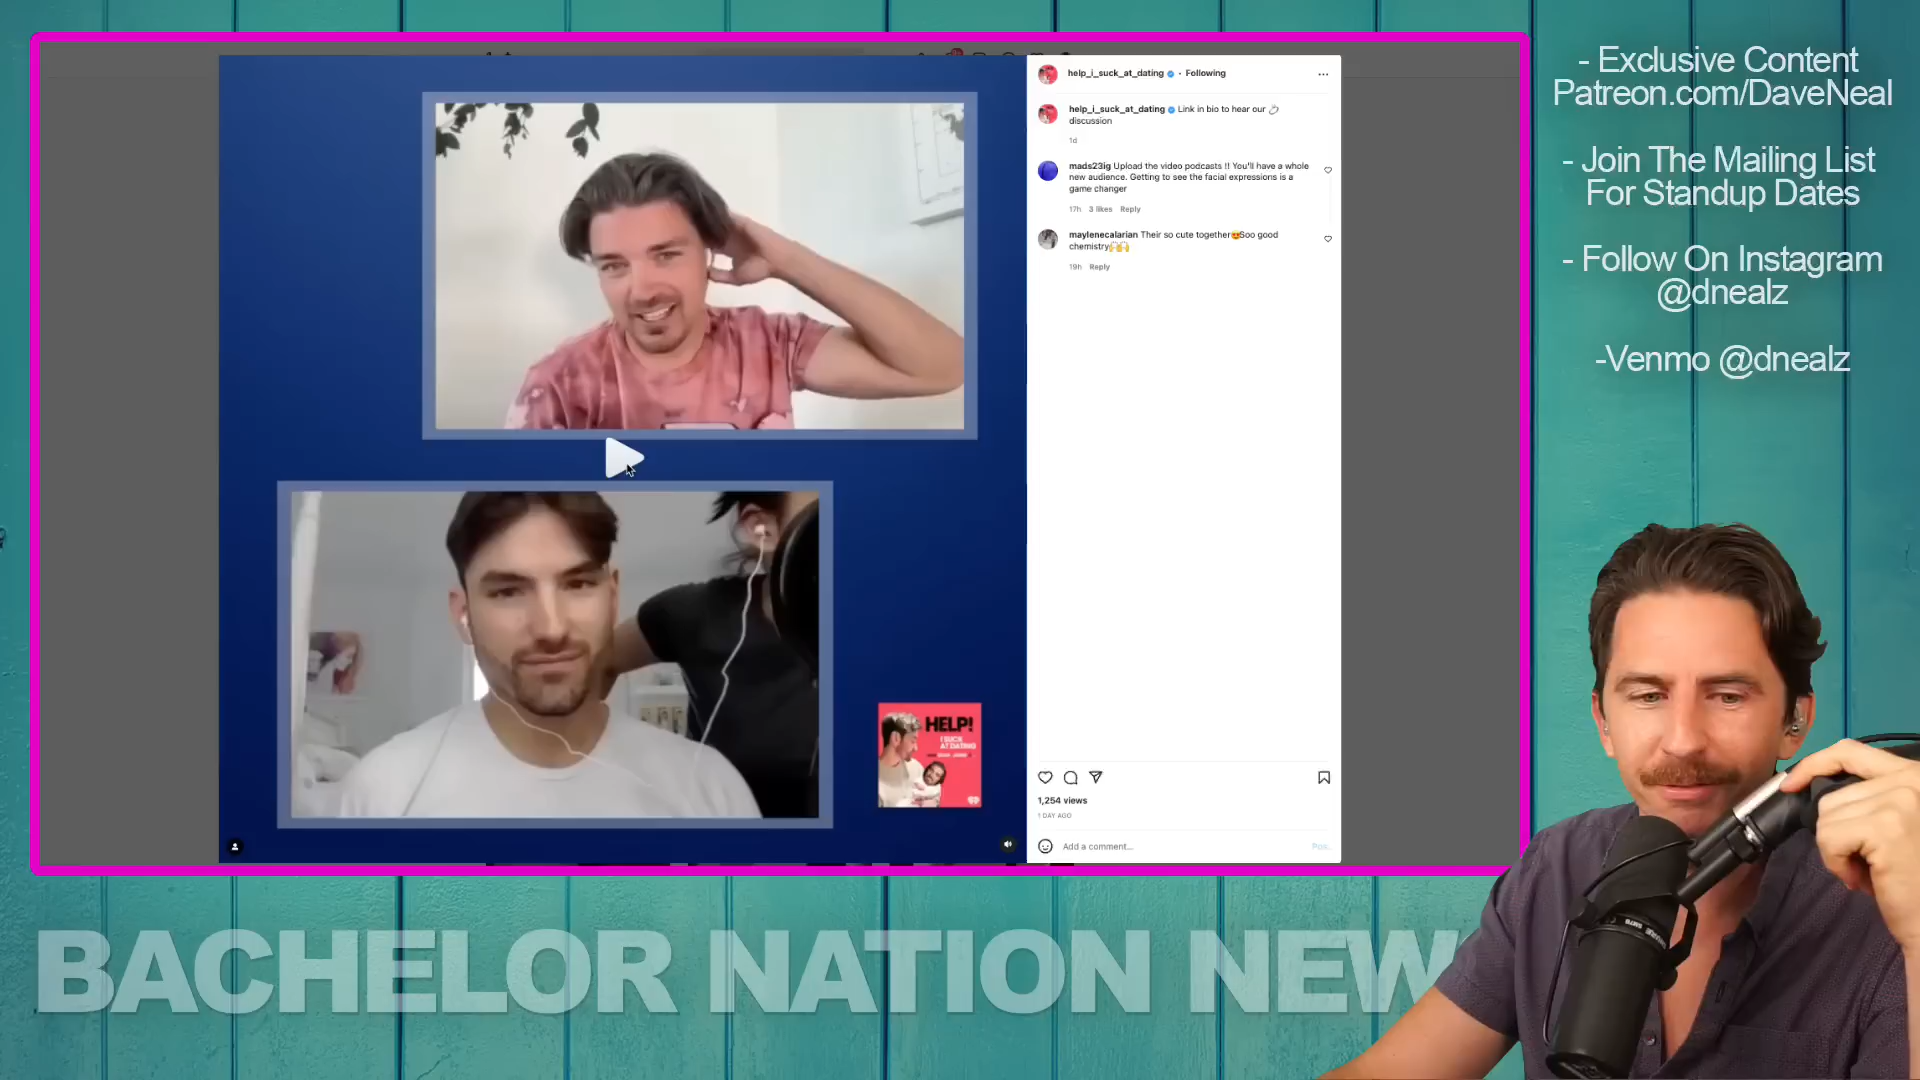 help_i_suck_at_dating • Following
help_i_suck_at_dating Link in bio to hear our
discussion
1d
mads23ig Upload the video podcasts !! You'll have a whole
new audience. Getting to see the facial expressions is a
game changer
17h 3 likes Reply
maylenecalarian Their so cute together😍Soo good
chemistry🙌🙌
19h Reply
HELP!
I SUCK
AT DATING
1,254 views
1 DAY AGO
Add a comment...
- Exclusive Content
Patreon.com/DaveNeal
- Join The Mailing List
For Standup Dates
- Follow On Instagram
@dnealz
-Venmo @dnealz
BACHELOR NATION NEW